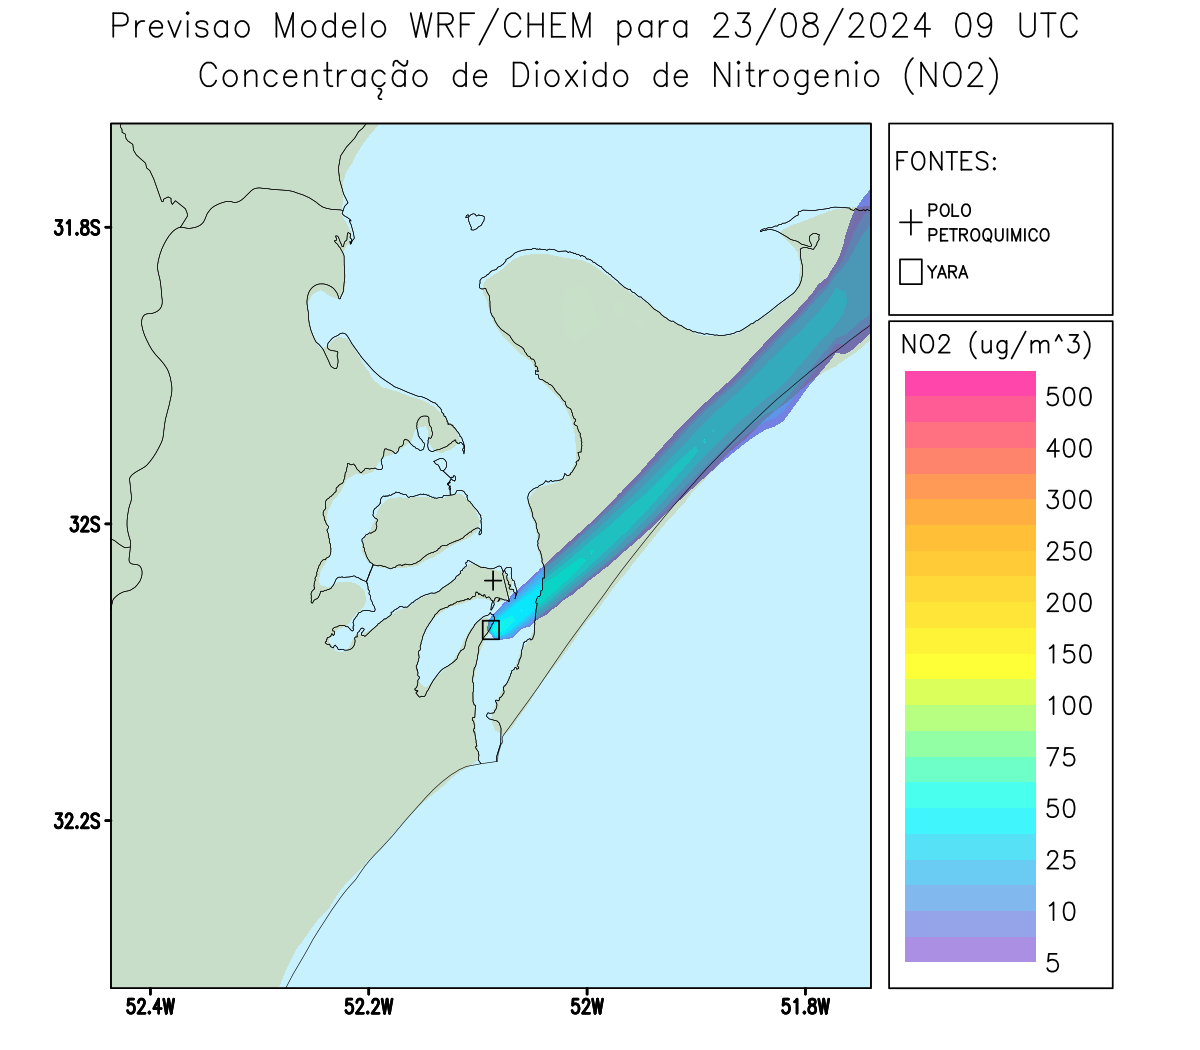 Previsao Modelo WRF/CHEM para 23/08/2024 09 UTC
Concentração de Dioxido de Nitrogenio (NO2)
FONTES:
POLO
PETROQUIMICO
YARA
NO2 (ug/m^3)
500
400
300
250
200
150
100
75
50
25
10
5
31.8S
32S
32.2S
52.4W
52.2W
52W
51.8W